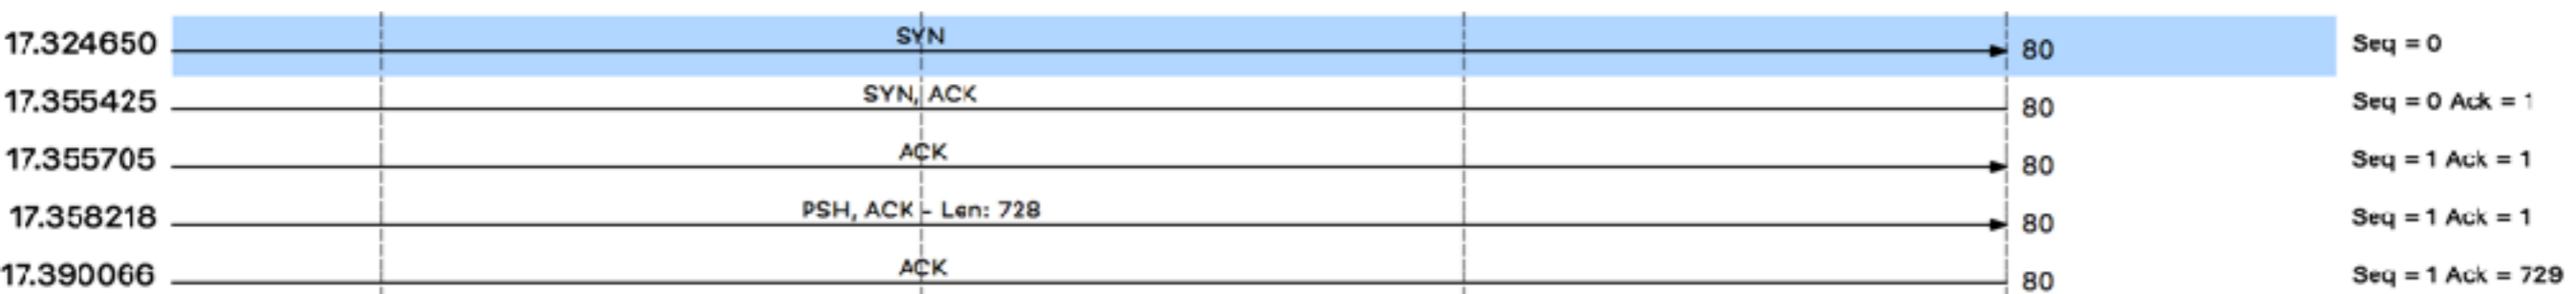 17.324650 SYN 80 Seq = 0
17.355425 SYN, ACK 80 Seq = 0 Ack = 1
17.355705 ACK 80 Seq = 1 Ack = 1
17.358218 PSH, ACK - Len: 728 80 Seq = 1 Ack = 1
17.390066 ACK 80 Seq = 1 Ack = 729